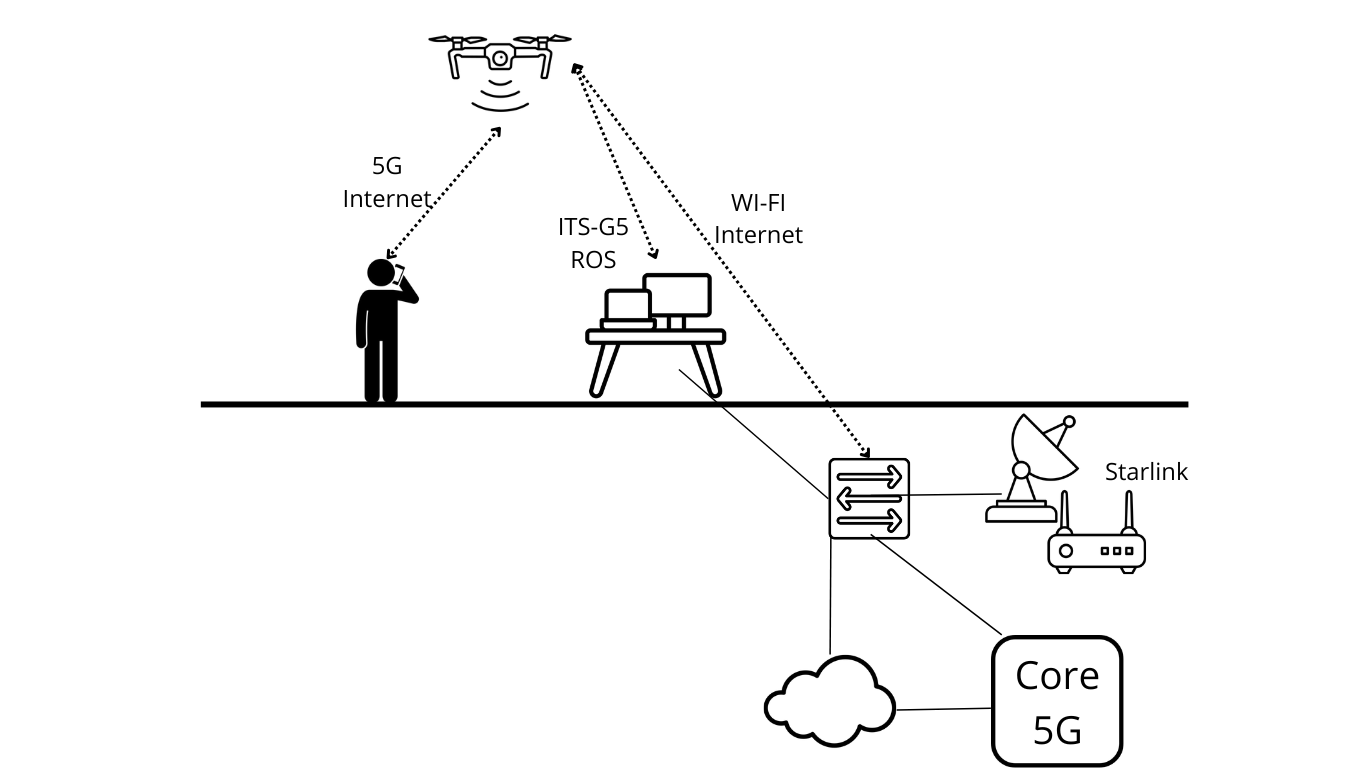 5G
Internet
ITS-G5
ROS
WI-FI
Internet
Starlink
Core
5G